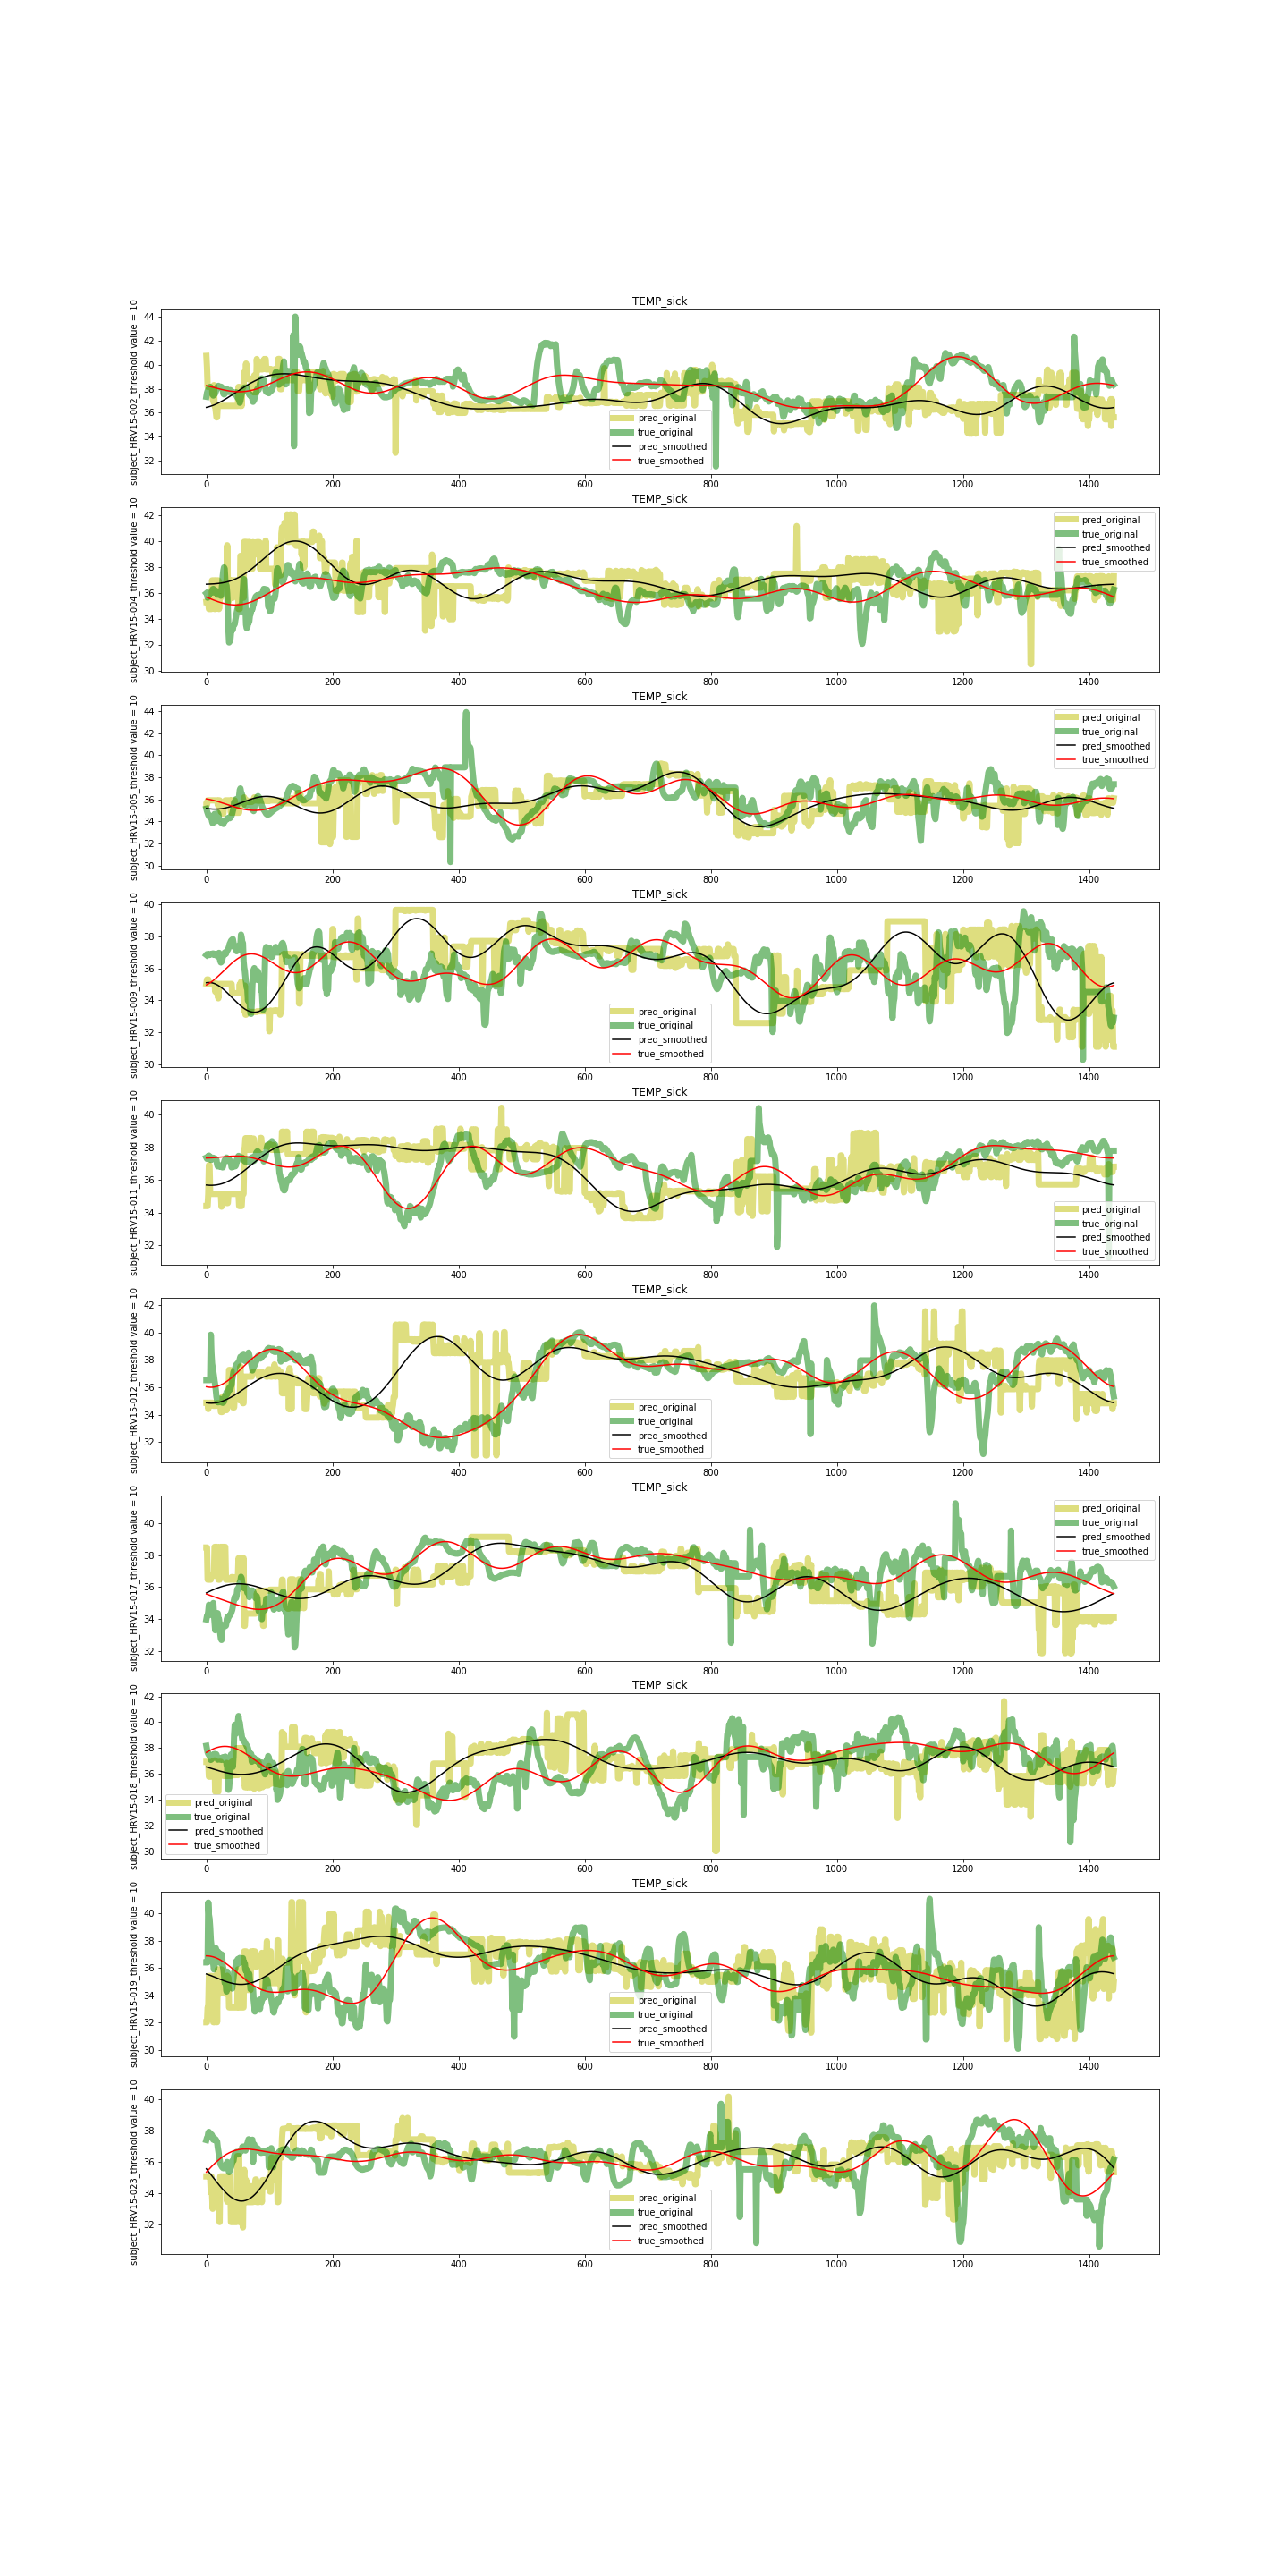 TEMP_sick
subject_HRV15-002_threshold value = 10
44
42
40
38
36
34
32
pred_original
true_original
pred_smoothed
true_smoothed
0 200 400 600 800 1000 1200 1400
TEMP_sick
subject_HRV15-004_threshold value = 10
42
40
38
36
34
32
30
pred_original
true_original
pred_smoothed
true_smoothed
0 200 400 600 800 1000 1200 1400
TEMP_sick
subject_HRV15-005_threshold value = 10
44
42
40
38
36
34
32
30
pred_original
true_original
pred_smoothed
true_smoothed
0 200 400 600 800 1000 1200 1400
TEMP_sick
subject_HRV15-009_threshold value = 10
40
38
36
34
32
30
pred_original
true_original
pred_smoothed
true_smoothed
0 200 400 600 800 1000 1200 1400
TEMP_sick
subject_HRV15-011_threshold value = 10
40
38
36
34
32
pred_original
true_original
pred_smoothed
true_smoothed
0 200 400 600 800 1000 1200 1400
TEMP_sick
subject_HRV15-012_threshold value = 10
42
40
38
36
34
32
pred_original
true_original
pred_smoothed
true_smoothed
0 200 400 600 800 1000 1200 1400
TEMP_sick
subject_HRV15-017_threshold value = 10
40
38
36
34
32
pred_original
true_original
pred_smoothed
true_smoothed
0 200 400 600 800 1000 1200 1400
TEMP_sick
subject_HRV15-018_threshold value = 10
42
40
38
36
34
32
30
pred_original
true_original
pred_smoothed
true_smoothed
0 200 400 600 800 1000 1200 1400
TEMP_sick
subject_HRV15-019_threshold value = 10
40
38
36
34
32
30
pred_original
true_original
pred_smoothed
true_smoothed
0 200 400 600 800 1000 1200 1400
subject_HRV15-023_threshold value = 10
40
38
36
34
32
pred_original
true_original
pred_smoothed
true_smoothed
0 200 400 600 800 1000 1200 1400